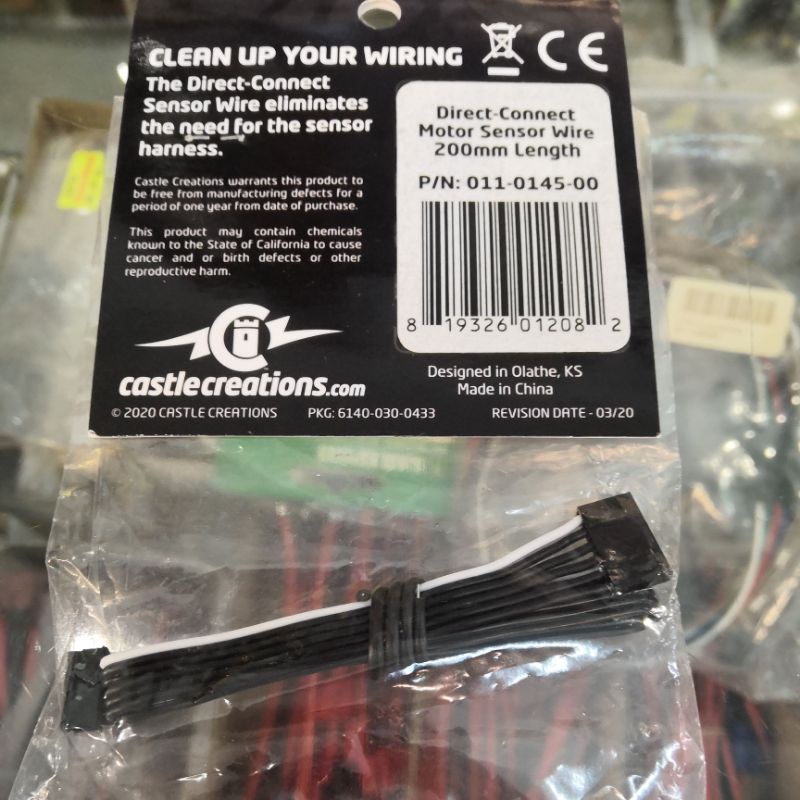 CLEAN UP YOUR WIRING
CE
The Direct-Connect
Sensor Wire eliminates
the need for the sensor
harness.
Castle Creations warrants this product to
be free from manufacturing defects for a
period of one year from date of purchase.
This product may contain chemicals
known to the State of California to cause
cancer and or birth defects or other
reproductive harm.
Direct-Connect
Motor Sensor Wire
200mm Length
P/N: 011-0145-00
8 19326 01208 2
castlecreations.com
Designed in Olathe, KS
Made in China
© 2020 CASTLE CREATIONS PKG: 6140-030-0433 REVISION DATE - 03/20